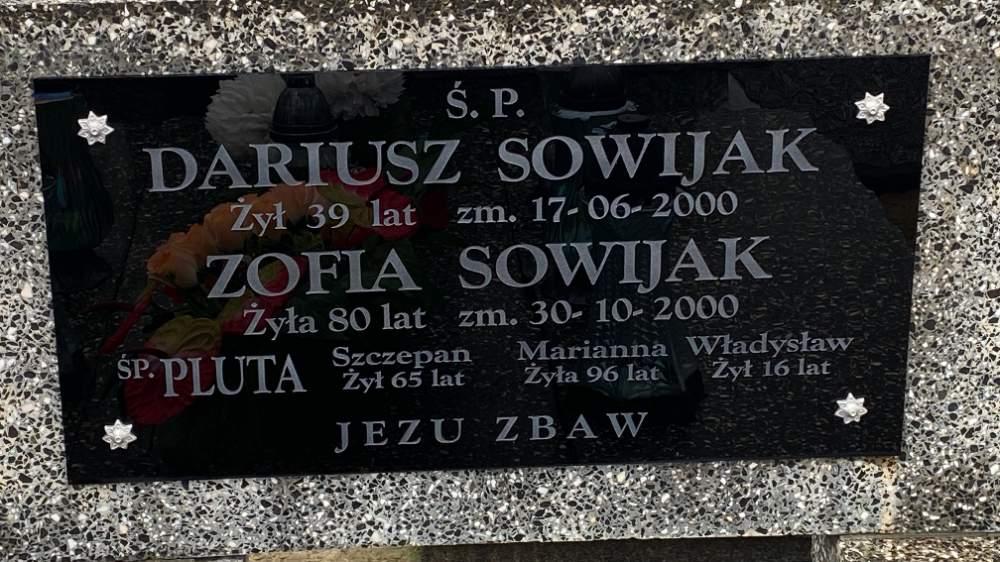 Ś. P.
DARIUSZ SOWIJAK
Żył 39 lat zm. 17-06-2000
ZOFIA SOWIJAK
Żyła 80 lat zm. 30-10-2000
ŚP. PLUTA Szczepan Marianna Władysław
Żył 65 lat Żyła 96 lat Żył 16 lat
JEZU ZBAW